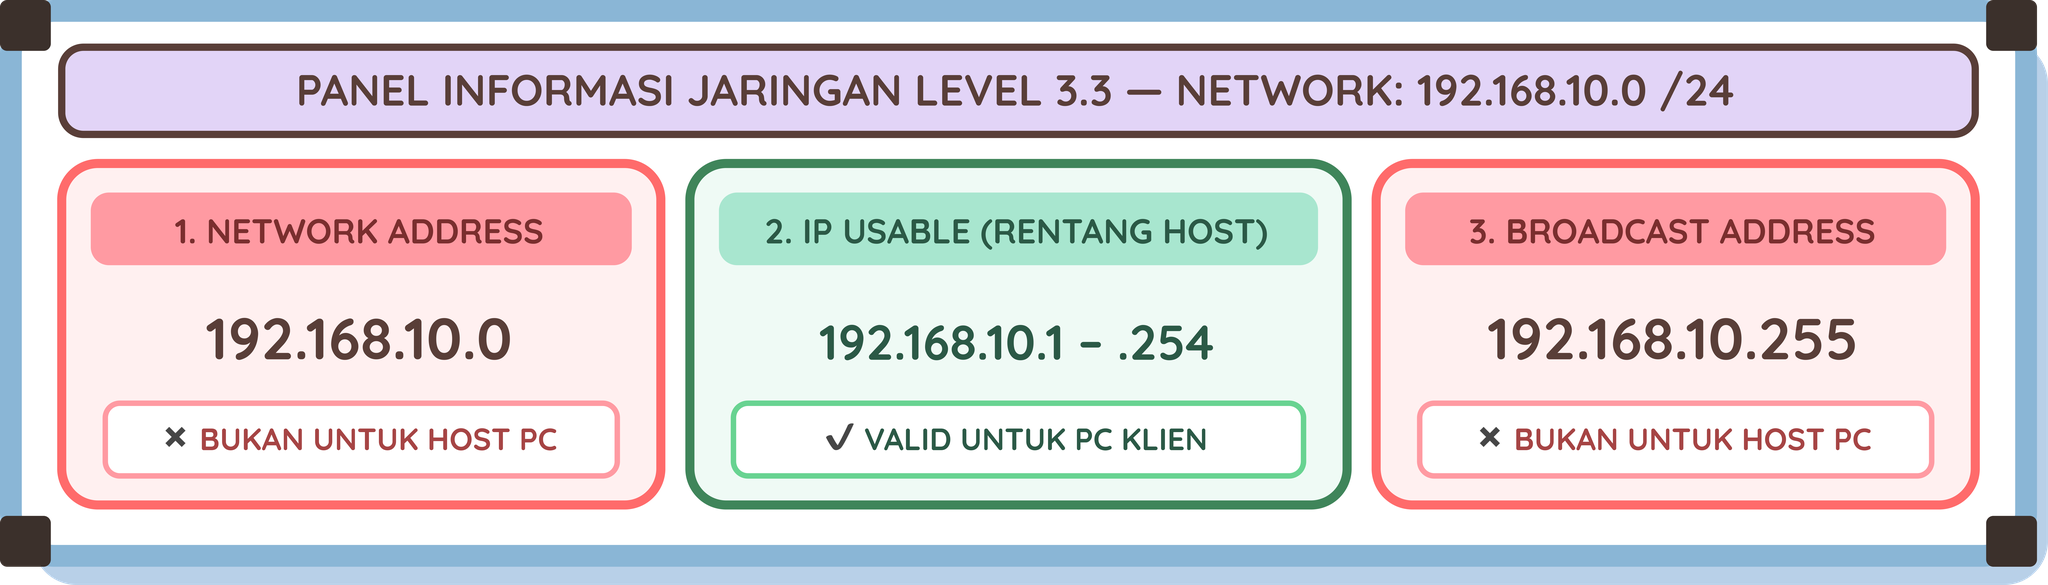 PANEL INFORMASI JARINGAN LEVEL 3.3 — NETWORK: 192.168.10.0 /24
1. NETWORK ADDRESS
192.168.10.0
✖ BUKAN UNTUK HOST PC
2. IP USABLE (RENTANG HOST)
192.168.10.1 – .254
✔ VALID UNTUK PC KLIEN
3. BROADCAST ADDRESS
192.168.10.255
✖ BUKAN UNTUK HOST PC